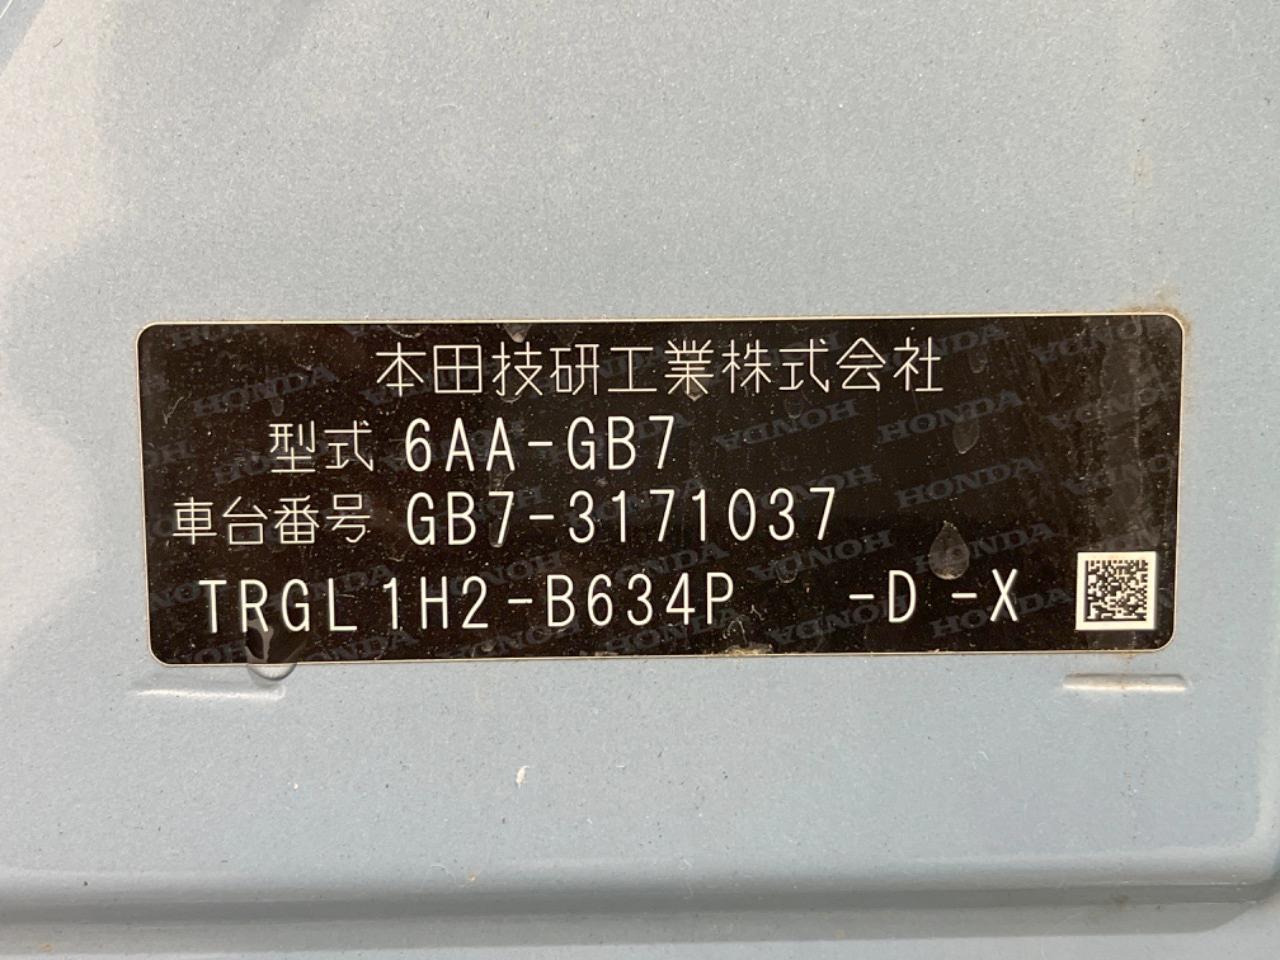 本田技研工業株式会社
型式 6AA-GB7
車台番号 GB7-3171037
TRGL1H2-B634P -D -X